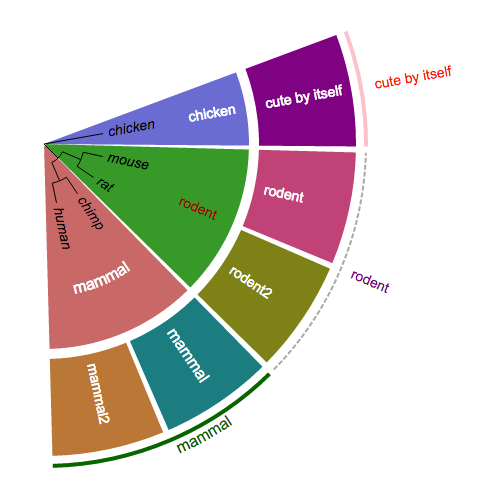 cute by itself
cute by itself
chicken
chicken
mouse
rat
chimp
human
rodent
rodent
rodent
rodent2
mammal
mammal
mammal2
mammal